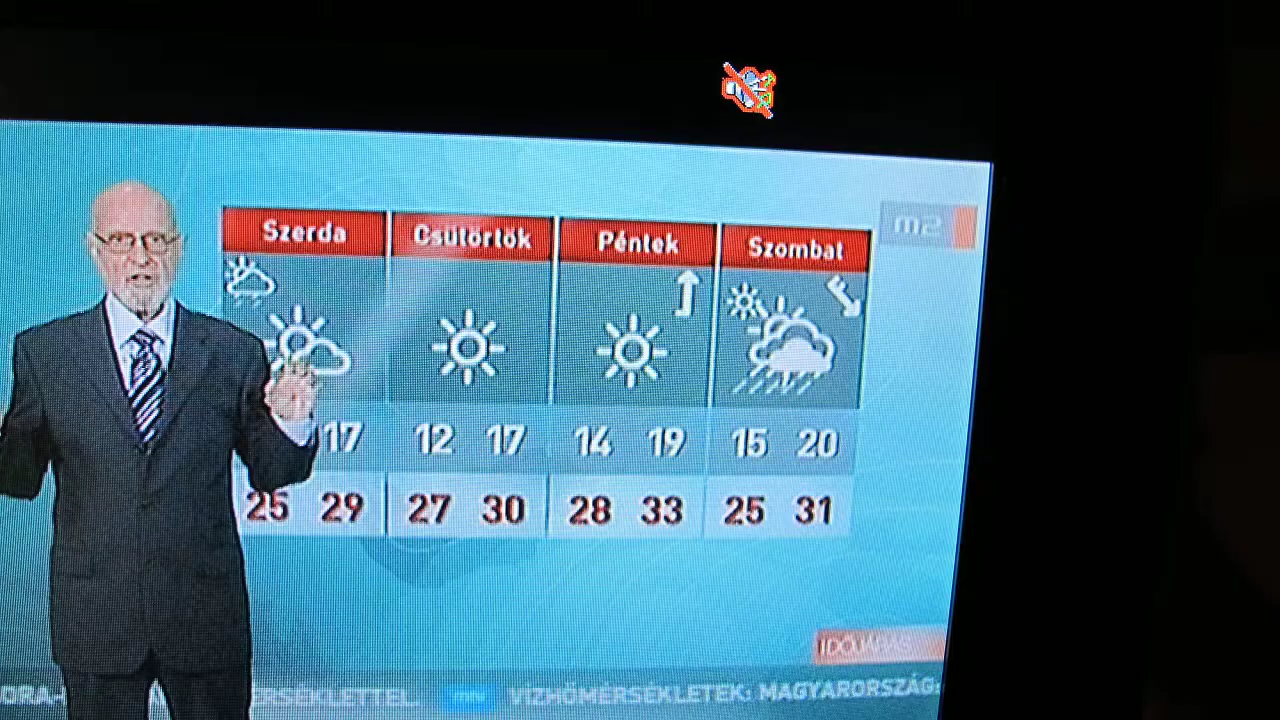 m2
Szerda Csütörtök Péntek Szombat
17 12 17 14 19 15 20
25 29 27 30 28 33 25 31
IDŐJÁRÁS
MÉRSÉKLETTEL mtv VÍZHŐMÉRSÉKLETEK: MAGYARORSZÁG: